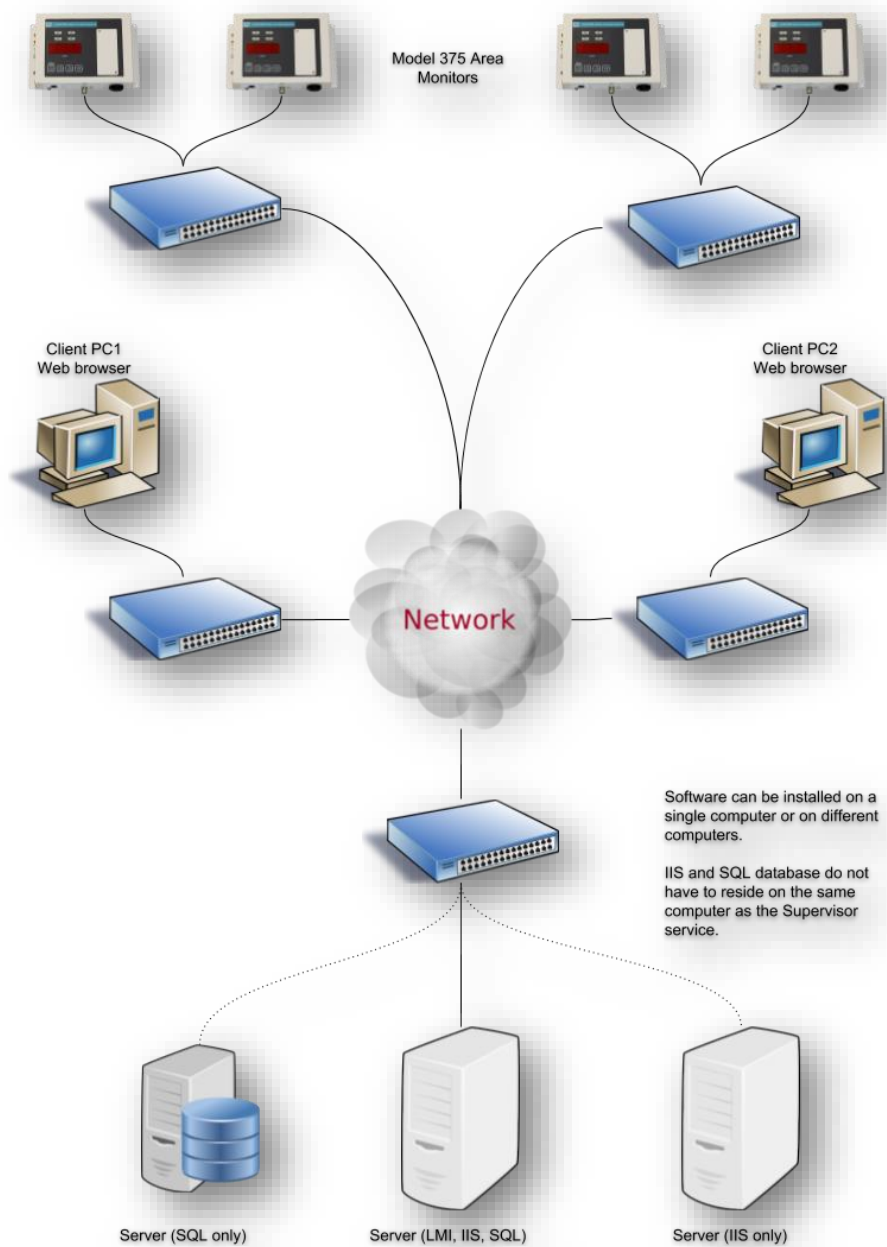 Model 375 Area
Monitors
Client PC1
Web browser
Client PC2
Web browser
Network
Software can be installed on a
single computer or on different
computers.
IIS and SQL database do not
have to reside on the same
computer as the Supervisor
service.
Server (SQL only)
Server (LMI, IIS, SQL)
Server (IIS only)